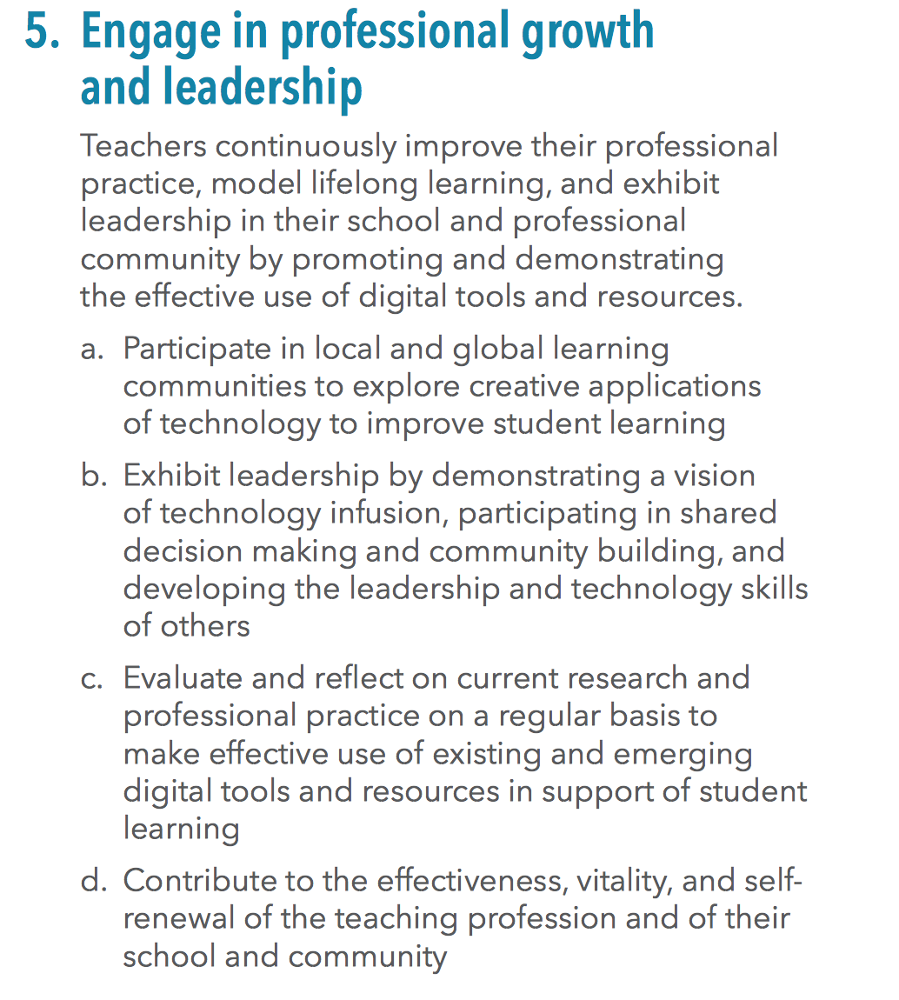 5. Engage in professional growth
and leadership
Teachers continuously improve their professional
practice, model lifelong learning, and exhibit
leadership in their school and professional
community by promoting and demonstrating
the effective use of digital tools and resources.
a. Participate in local and global learning
communities to explore creative applications
of technology to improve student learning
b. Exhibit leadership by demonstrating a vision
of technology infusion, participating in shared
decision making and community building, and
developing the leadership and technology skills
of others
c. Evaluate and reflect on current research and
professional practice on a regular basis to
make effective use of existing and emerging
digital tools and resources in support of student
learning
d. Contribute to the effectiveness, vitality, and self-
renewal of the teaching profession and of their
school and community